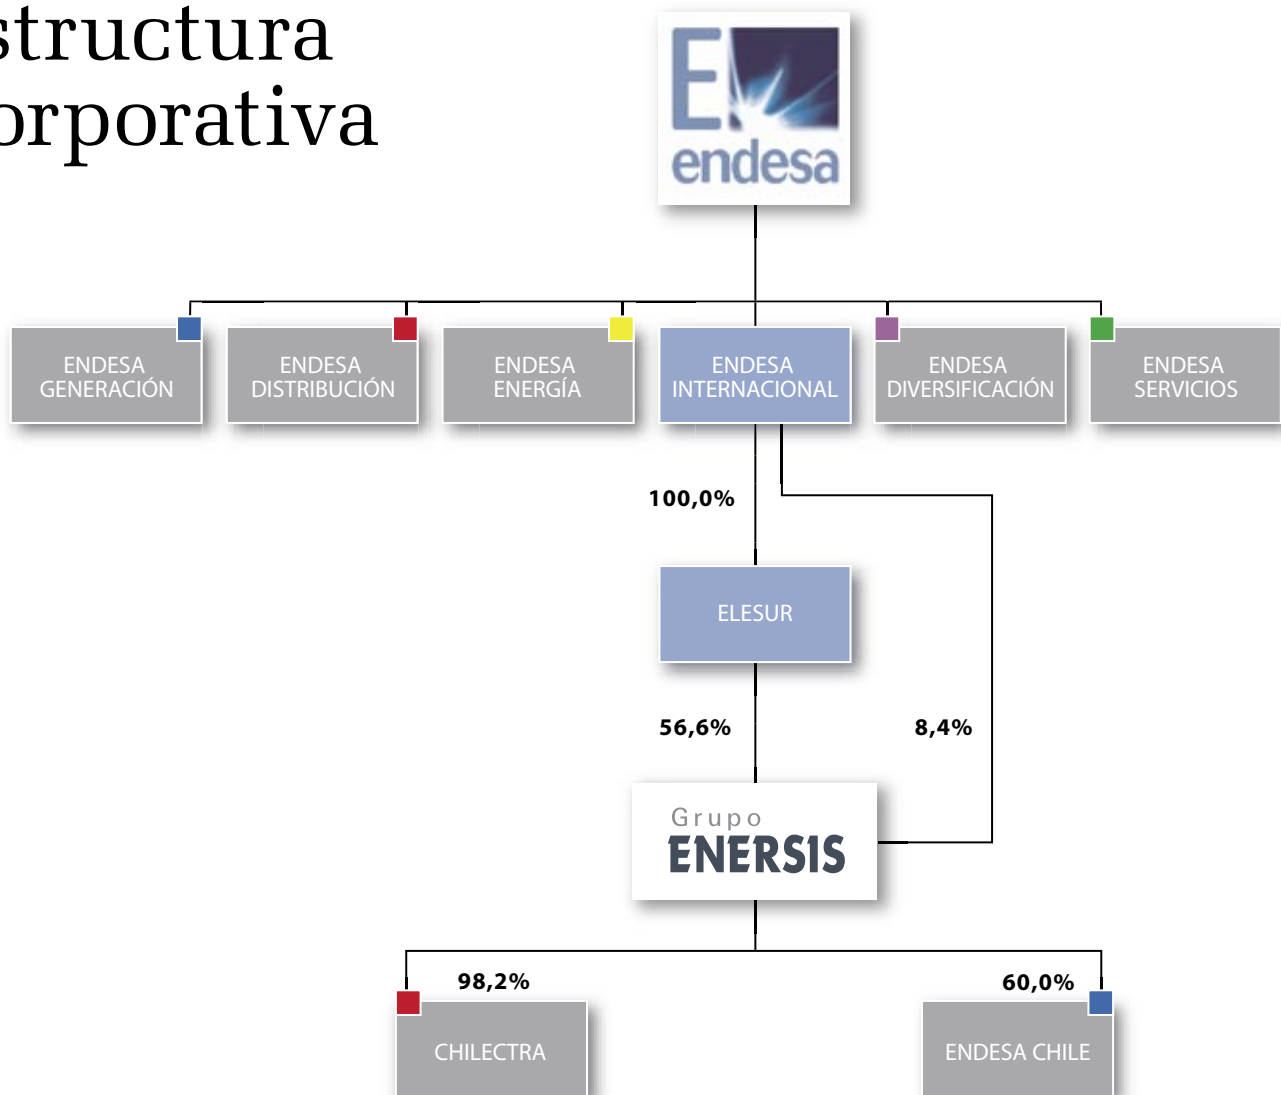 structura
orporativa
E
endesa
ENDESA
GENERACIÓN
ENDESA
DISTRIBUCIÓN
ENDESA
ENERGÍA
ENDESA
INTERNACIONAL
ENDESA
DIVERSIFICACIÓN
ENDESA
SERVICIOS
100,0%
ELESUR
56,6%
8,4%
Grupo
ENERSIS
98,2%
60,0%
CHILECTRA
ENDESA CHILE